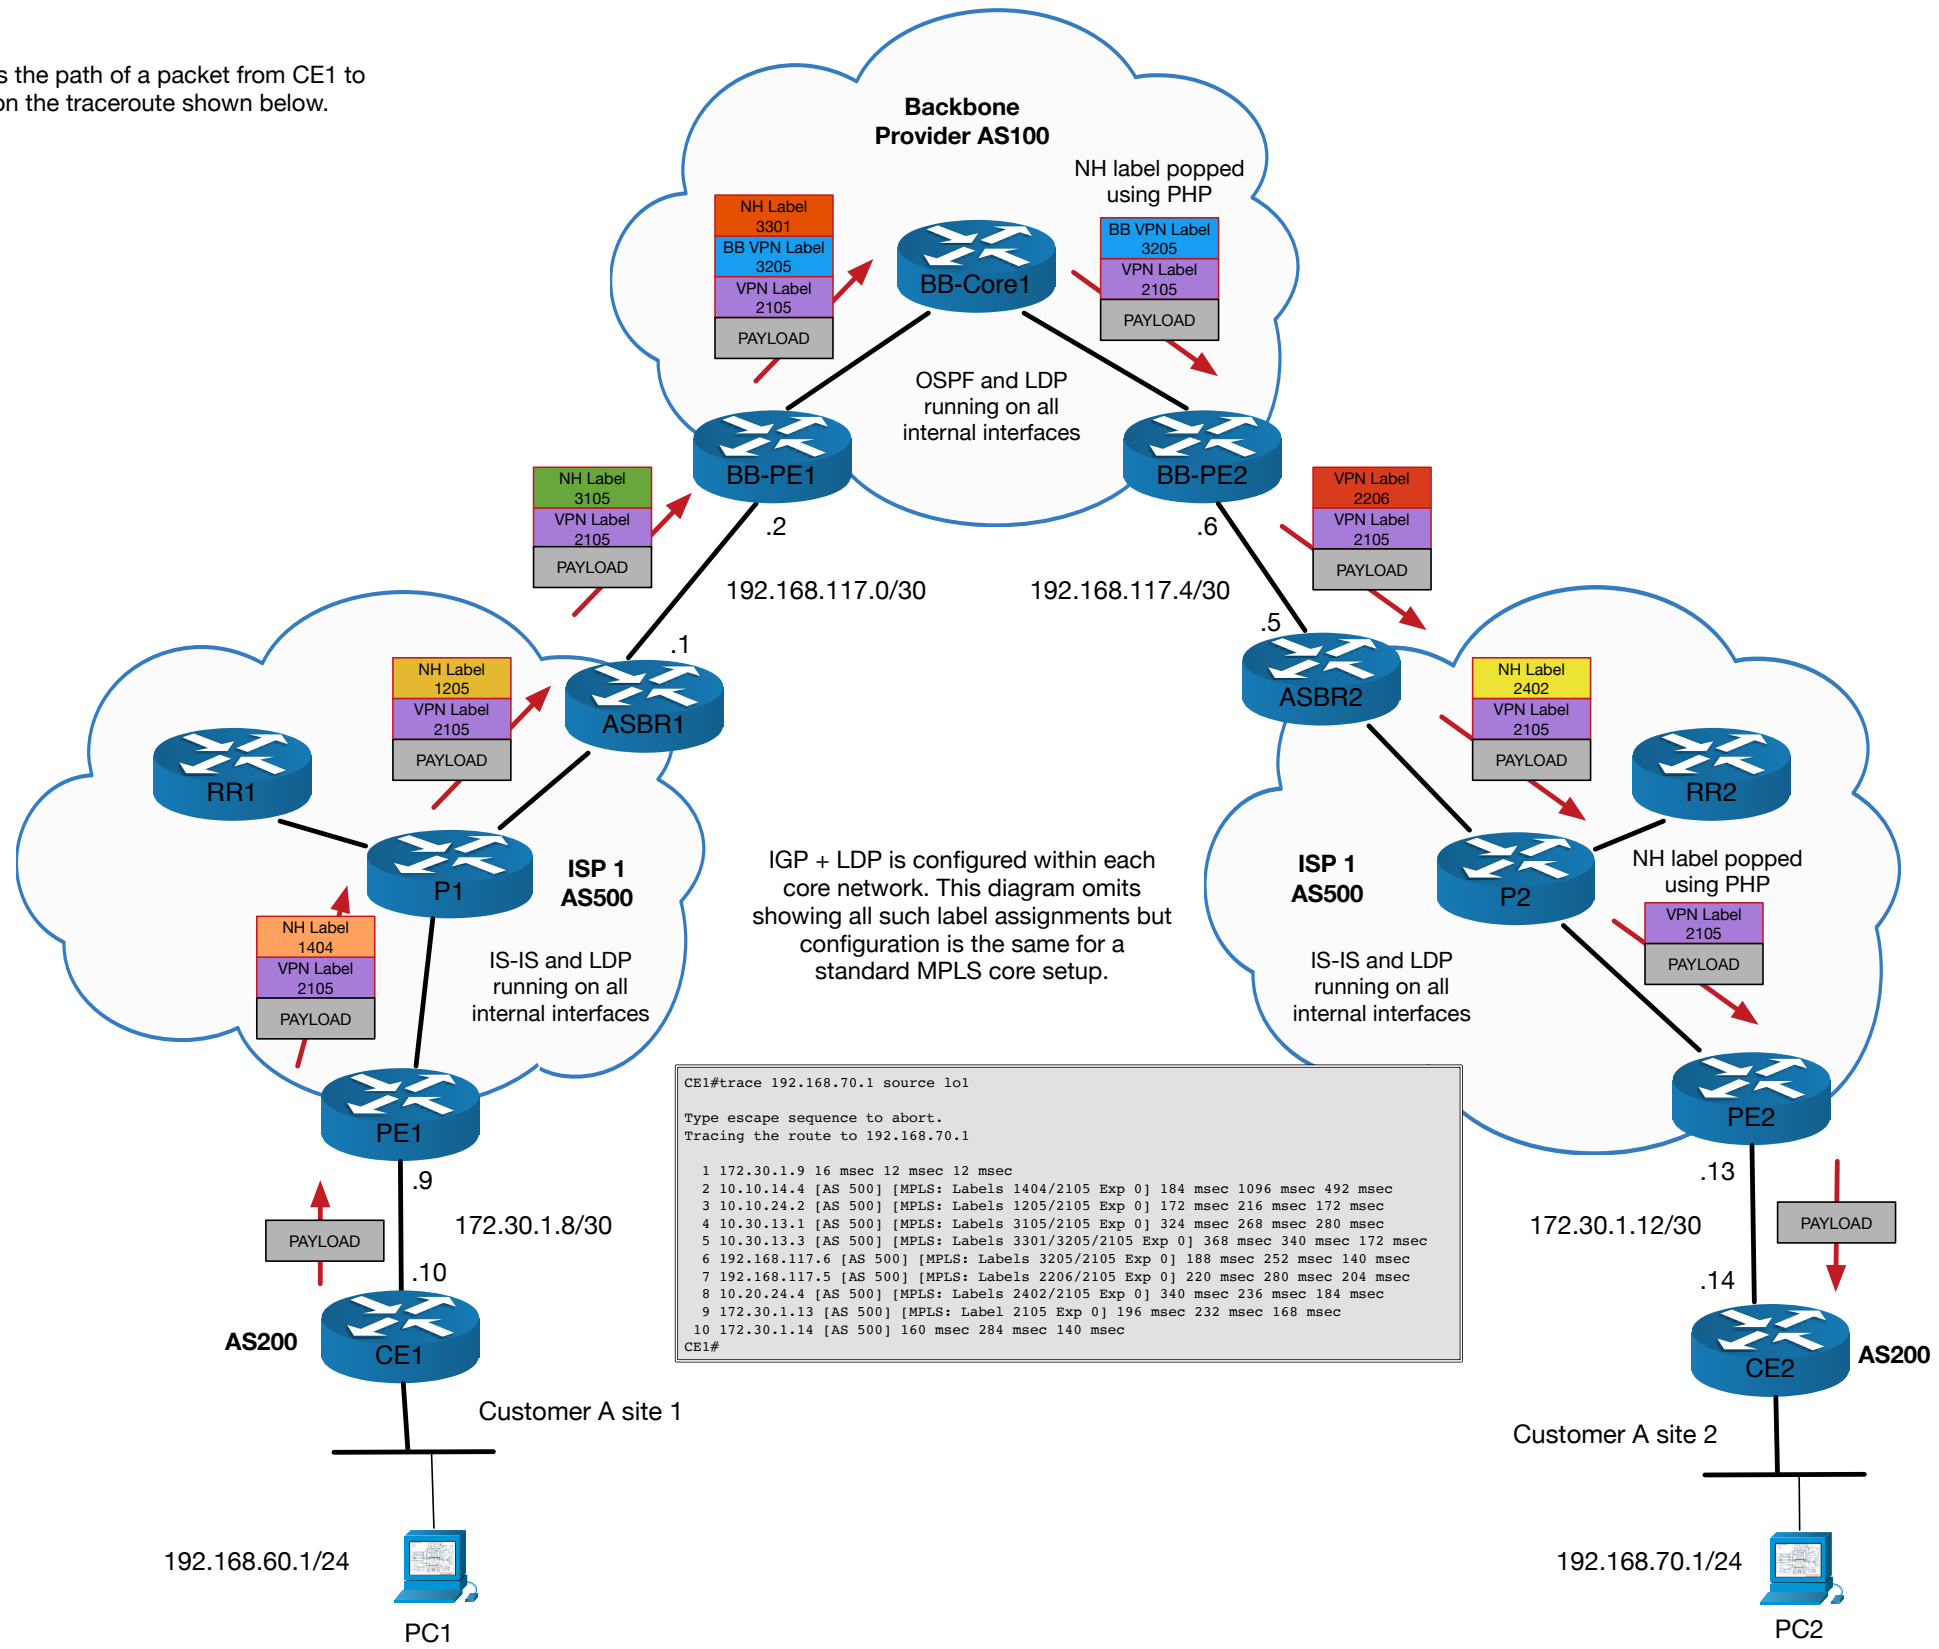 s the path of a packet from CE1 to
on the traceroute shown below.
Backbone
Provider AS100
NH label popped
using PHP
NH Label
3301
BB VPN Label
3205
VPN Label
2105
PAYLOAD
BB-Core1
BB VPN Label
3205
VPN Label
2105
PAYLOAD
OSPF and LDP
running on all
internal interfaces
BB-PE1
BB-PE2
NH Label
3105
VPN Label
2105
PAYLOAD
.2
.6
VPN Label
2206
VPN Label
2105
PAYLOAD
192.168.117.0/30
192.168.117.4/30
.1
.5
NH Label
1205
VPN Label
2105
PAYLOAD
ASBR1
ASBR2
NH Label
2402
VPN Label
2105
PAYLOAD
RR1
RR2
P1
ISP 1
AS500
IGP + LDP is configured within each
core network. This diagram omits
showing all such label assignments but
configuration is the same for a
standard MPLS core setup.
ISP 1
AS500
P2
NH label popped
using PHP
NH Label
1404
VPN Label
2105
PAYLOAD
IS-IS and LDP
running on all
internal interfaces
IS-IS and LDP
running on all
internal interfaces
VPN Label
2105
PAYLOAD
PE1
PE2
CE1#trace 192.168.70.1 source lo1
Type escape sequence to abort.
Tracing the route to 192.168.70.1
1 172.30.1.9 16 msec 12 msec 12 msec
2 10.10.14.4 [AS 500] [MPLS: Labels 1404/2105 Exp 0] 184 msec 1096 msec 492 msec
3 10.10.24.2 [AS 500] [MPLS: Labels 1205/2105 Exp 0] 172 msec 216 msec 172 msec
4 10.30.13.1 [AS 500] [MPLS: Labels 3105/2105 Exp 0] 324 msec 268 msec 280 msec
5 10.30.13.3 [AS 500] [MPLS: Labels 3301/3205/2105 Exp 0] 368 msec 340 msec 172 msec
6 192.168.117.6 [AS 500] [MPLS: Labels 3205/2105 Exp 0] 188 msec 252 msec 140 msec
7 192.168.117.5 [AS 500] [MPLS: Labels 2206/2105 Exp 0] 220 msec 280 msec 204 msec
8 10.20.24.4 [AS 500] [MPLS: Labels 2402/2105 Exp 0] 340 msec 236 msec 184 msec
9 172.30.1.13 [AS 500] [MPLS: Label 2105 Exp 0] 196 msec 232 msec 168 msec
10 172.30.1.14 [AS 500] 160 msec 284 msec 140 msec
CE1#
.9
PAYLOAD
172.30.1.8/30
.10
.13
172.30.1.12/30
PAYLOAD
.14
AS200
CE1
CE2
AS200
Customer A site 1
Customer A site 2
192.168.60.1/24
PC1
192.168.70.1/24
PC2